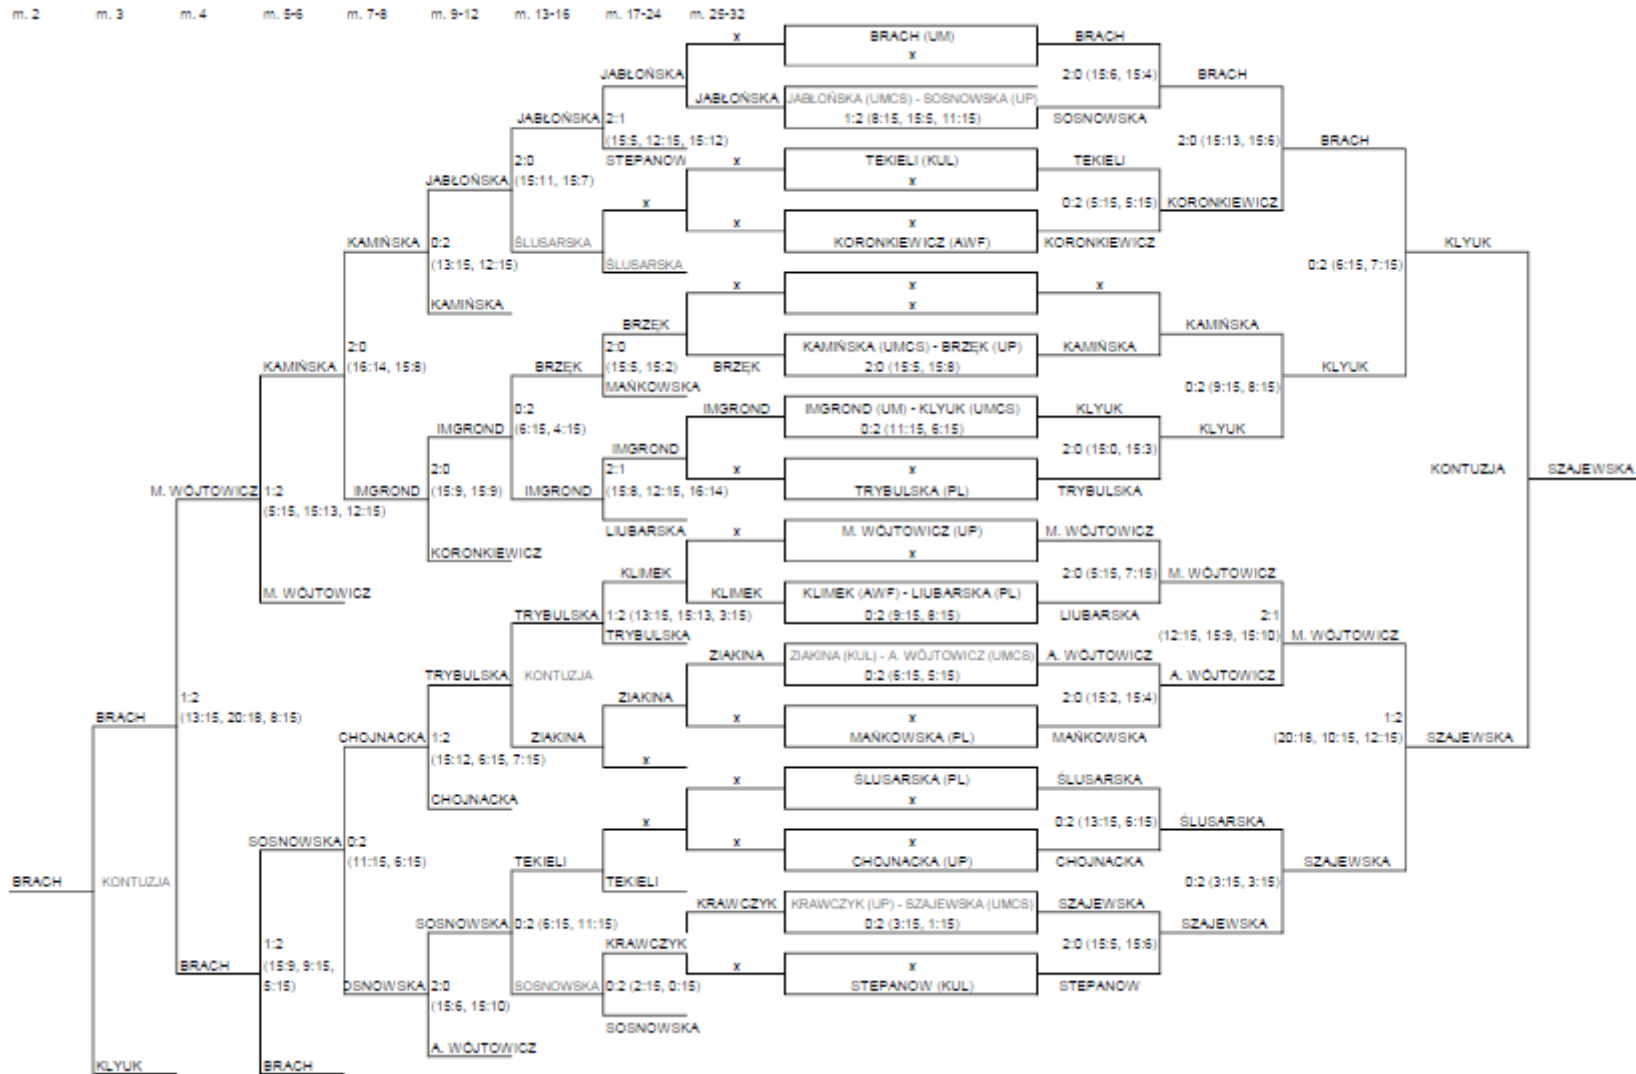 m. 2 m. 3 m. 4 m. 5-6 m. 7-8 m. 9-12 m. 13-16 m. 17-24 m. 25-32
x BRACH (UM) BRACH
x
JABŁOŃSKA 2:0 (15:6, 15:4) BRACH
JABŁOŃSKA JABŁOŃSKA (UMCS) - SOSNOWSKA (UP)
JABŁOŃSKA 2:1 1:2 (8:15, 15:5, 11:15) SOSNOWSKA
(15:5, 12:15, 15:12) 2:0 (15:13, 15:6) BRACH
2:0 STEPANOW x TEKIELI (KUL) TEKIELI
JABŁOŃSKA (15:11, 15:7) x
x 0:2 (5:15, 5:15) KORONKIEWICZ
x x
KAMIŃSKA 0:2 ŚLUSARSKA KORONKIEWICZ (AWF) KORONKIEWICZ KLYUK
(13:15, 12:15) ŚLUSARSKA 0:2 (6:15, 7:15)
x x x
KAMIŃSKA x
BRZĘK KAMIŃSKA
2:0 2:0 KAMIŃSKA (UMCS) - BRZĘK (UP) KAMIŃSKA
KAMIŃSKA (16:14, 15:8) BRZĘK (15:5, 15:2) BRZĘK 2:0 (15:5, 15:8) KLYUK
MAŃKOWSKA 0:2 (9:15, 8:15)
0:2 IMGROND IMGROND (UM) - KLYUK (UMCS) KLYUK
IMGROND (6:15, 4:15) 0:2 (11:15, 6:15) KLYUK
IMGROND 2:0 (15:0, 15:3)
2:0 2:1 x x KONTUZJA SZAJEWSKA
M. WÓJTOWICZ 1:2 IMGROND (15:9, 15:9) IMGROND (15:8, 12:15, 16:14) TRYBULSKA (PL) TRYBULSKA
(5:15, 15:13, 12:15)
LIUBARSKA x M. WÓJTOWICZ (UP) M. WÓJTOWICZ
KORONKIEWICZ x
KLIMEK 2:0 (5:15, 7:15) M. WÓJTOWICZ
M. WÓJTOWICZ KLIMEK KLIMEK (AWF) - LIUBARSKA (PL)
TRYBULSKA 1:2 (13:15, 15:13, 3:15) 0:2 (9:15, 8:15) LIUBARSKA 2:1
TRYBULSKA (12:15, 15:9, 15:10) M. WÓJTOWICZ
ZIAKINA ZIAKINA (KUL) - A. WÓJTOWICZ (UMCS) A. WÓJTOWICZ
TRYBULSKA KONTUZJA 0:2 (6:15, 5:15) A. WÓJTOWICZ
1:2 ZIAKINA 2:0 (15:2, 15:4)
BRACH (13:15, 20:18, 8:15) x x 1:2
CHOJNACKA 1:2 ZIAKINA MAŃKOWSKA (PL) MAŃKOWSKA (20:18, 10:15, 12:15) SZAJEWSKA
(15:12, 6:15, 7:15) x
x ŚLUSARSKA (PL) ŚLUSARSKA
CHOJNACKA x
x 0:2 (13:15, 6:15) ŚLUSARSKA
SOSNOWSKA 0:2 x x
(11:15, 6:15) TEKIELI CHOJNACKA (UP) CHOJNACKA SZAJEWSKA
BRACH KONTUZJA TEKIELI 0:2 (3:15, 3:15)
KRAWCZYK KRAWCZYK (UP) - SZAJEWSKA (UMCS) SZAJEWSKA
SOSNOWSKA 0:2 (6:15, 11:15) 0:2 (3:15, 1:15) SZAJEWSKA
1:2 KRAWCZYK 2:0 (15:5, 15:6)
BRACH (15:9, 9:15, x x
5:15) OSNOWSKA 2:0 SOSNOWSKA 0:2 (2:15, 0:15) STEPANOW (KUL) STEPANOW
(15:6, 15:10)
SOSNOWSKA
A. WÓJTOWICZ
KLYUK BRACH